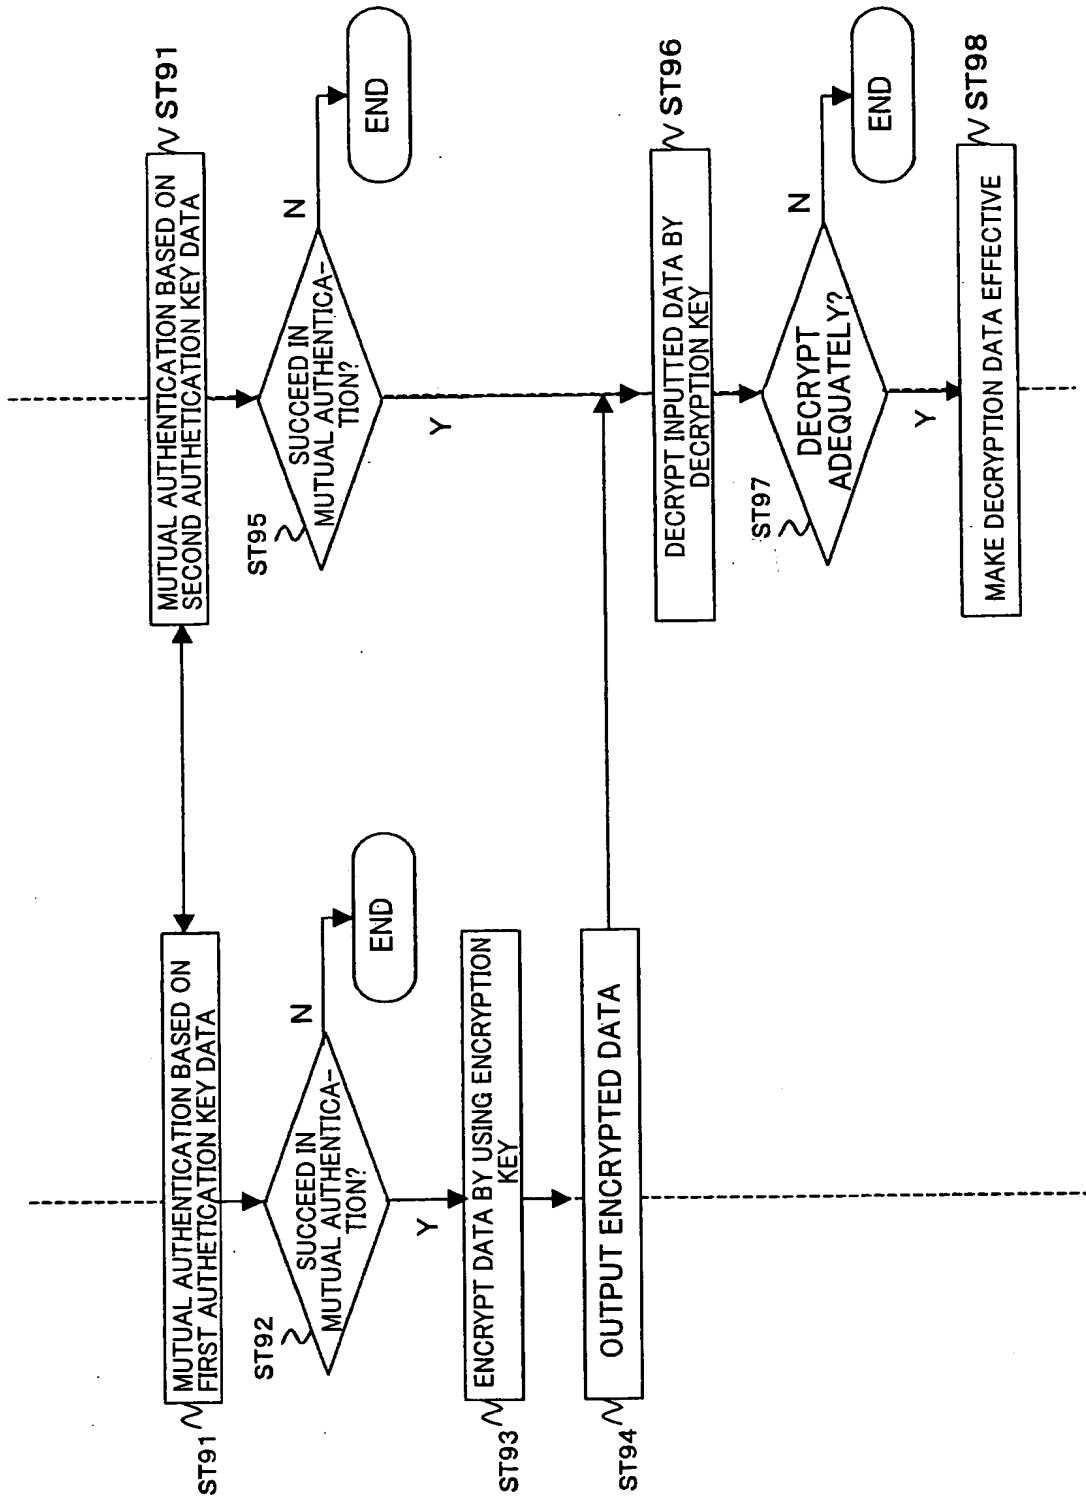 ST91
MUTUAL AUTHENTICATION BASED ON
FIRST AUTHETICATION KEY DATA
ST92
SUCCEED IN
MUTUAL AUTHENTICA-
TION?
N
END
Y
ST93
ENCRYPT DATA BY USING ENCRYPTION
KEY
ST94
OUTPUT ENCRYPTED DATA
MUTUAL AUTHENTICATION BASED ON
SECOND AUTHETICATION KEY DATA
ST91
ST95
SUCCEED IN
MUTUAL AUTHENTICA-
TION?
N
END
Y
DECRYPT INPUTTED DATA BY
DECRYPTION KEY
ST96
ST97
DECRYPT
ADEQUATELY?
N
END
Y
MAKE DECRYPTION DATA EFFECTIVE
ST98